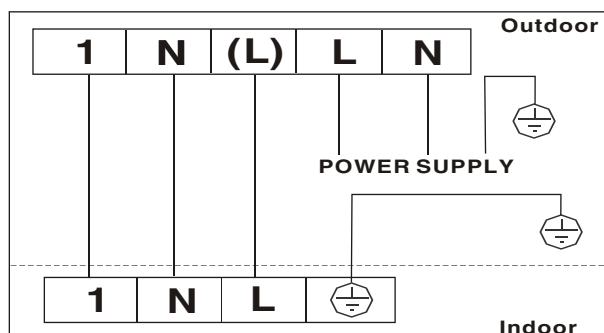 Outdoor
1 N (L) L N
POWER SUPPLY
1 N L
Indoor